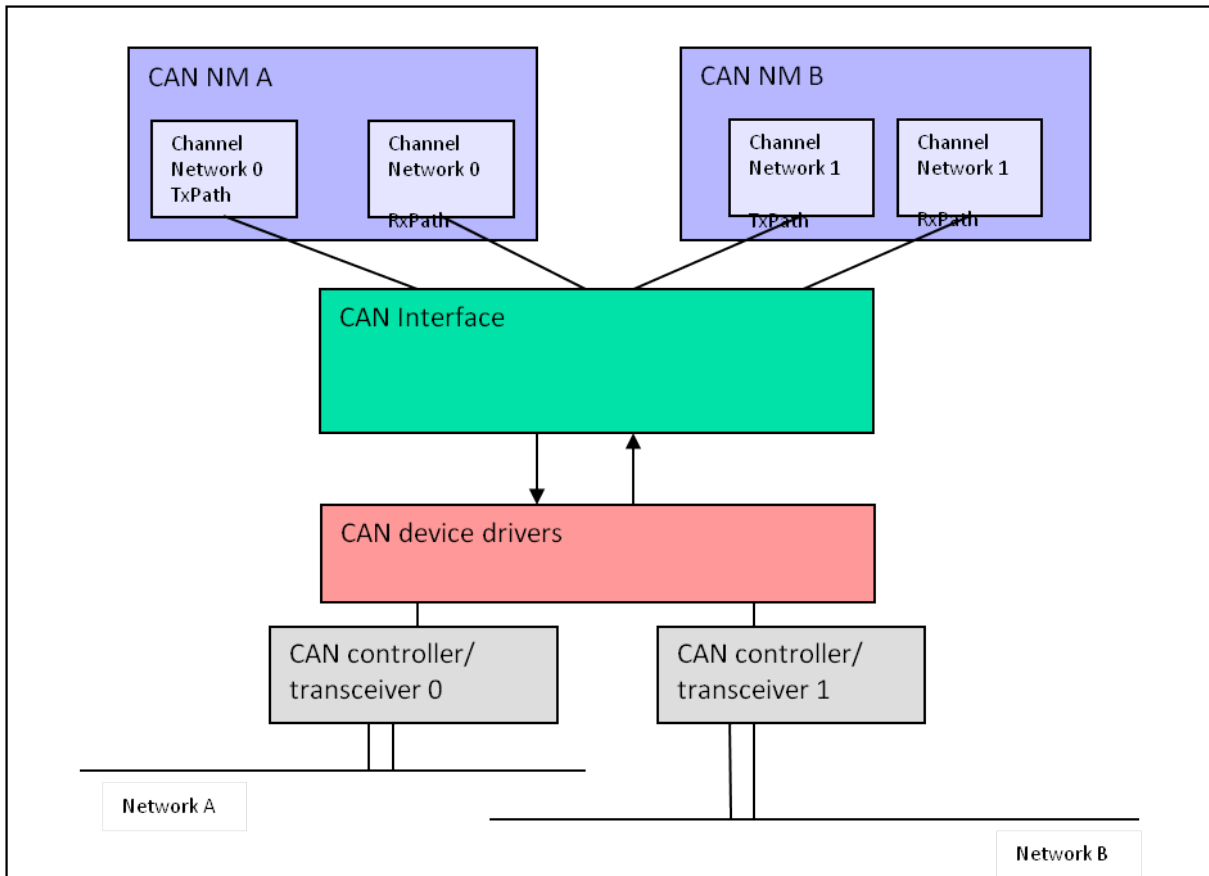 CAN NM A
Channel
Network 0
TxPath
Channel
Network 0
RxPath
CAN NM B
Channel
Network 1
TxPath
Channel
Network 1
RxPath
CAN Interface
CAN device drivers
CAN controller/
transceiver 0
CAN controller/
transceiver 1
Network A
Network B